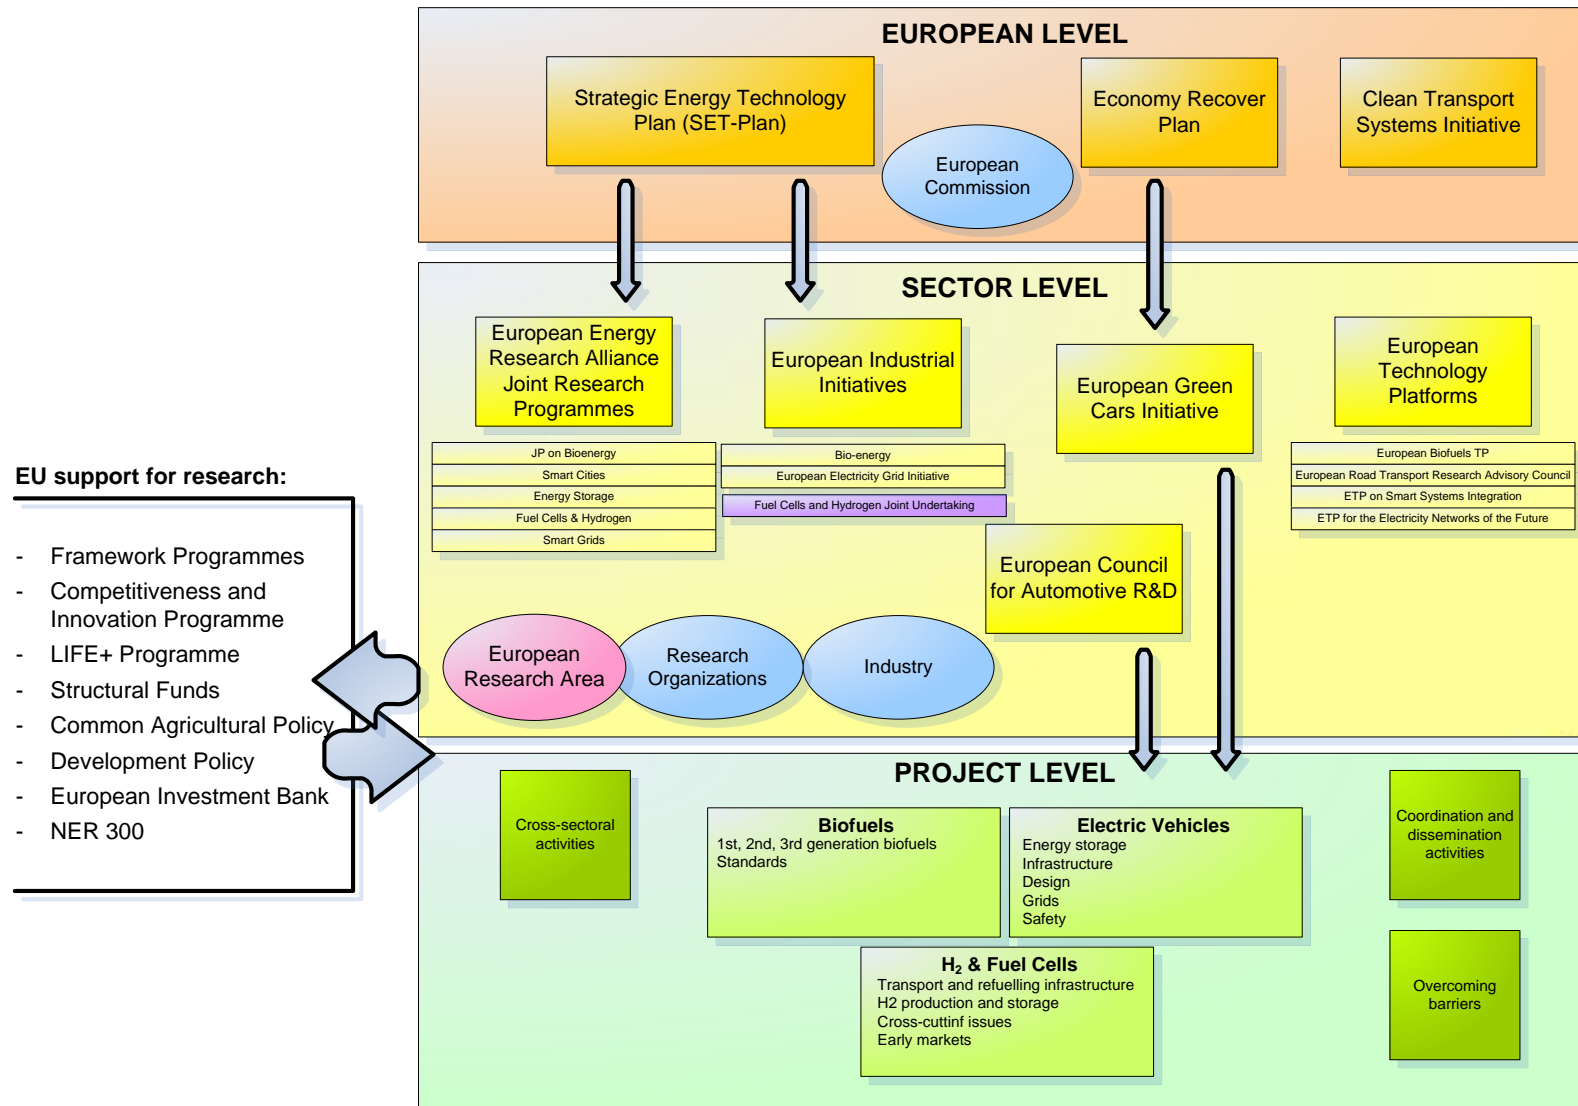 EUROPEAN LEVEL
Strategic Energy Technology
Plan (SET-Plan)
European
Commission
Economy Recover
Plan
Clean Transport
Systems Initiative
SECTOR LEVEL
European Energy
Research Alliance
Joint Research
Programmes
JP on Bioenergy
Smart Cities
Energy Storage
Fuel Cells & Hydrogen
Smart Grids
European Industrial
Initiatives
Bio-energy
European Electricity Grid Initiative
Fuel Cells and Hydrogen Joint Undertaking
European Green
Cars Initiative
European
Technology
Platforms
European Biofuels TP
European Road Transport Research Advisory Council
ETP on Smart Systems Integration
ETP for the Electricity Networks of the Future
European Council
for Automotive R&D
European
Research Area
Research
Organizations
Industry
EU support for research:
- Framework Programmes
- Competitiveness and
Innovation Programme
- LIFE+ Programme
- Structural Funds
- Common Agricultural Policy
- Development Policy
- European Investment Bank
- NER 300
PROJECT LEVEL
Cross-sectoral
activities
Biofuels
1st, 2nd, 3rd generation biofuels
Standards
Electric Vehicles
Energy storage
Infrastructure
Design
Grids
Safety
H2 & Fuel Cells
Transport and refuelling infrastructure
H2 production and storage
Cross-cuttinf issues
Early markets
Coordination and
dissemination
activities
Overcoming
barriers